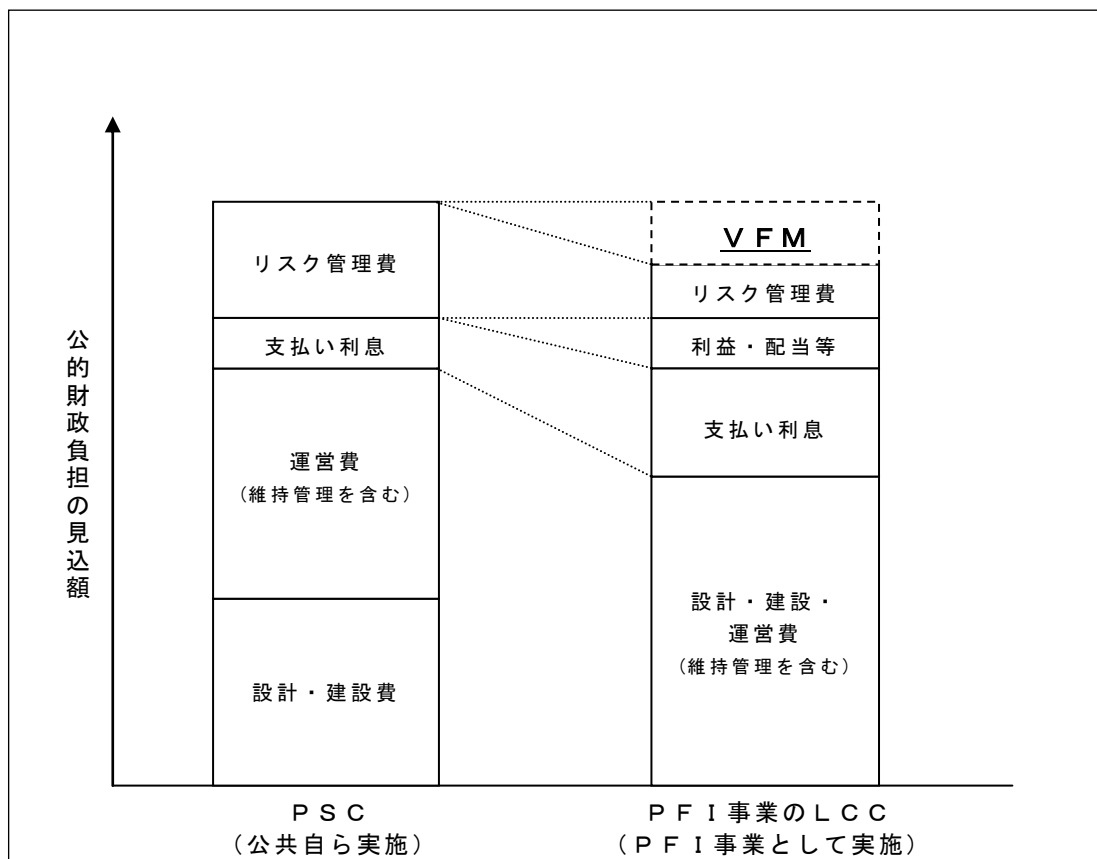 公的財政負担の見込額
リスク管理費
支払い利息
運営費
(維持管理を含む)
設計・建設費
ＶＦＭ
リスク管理費
利益・配当等
支払い利息
設計・建設・
運営費
(維持管理を含む)
ＰＳＣ
（公共自ら実施）
ＰＦＩ事業のＬＣＣ
（ＰＦＩ事業として実施）